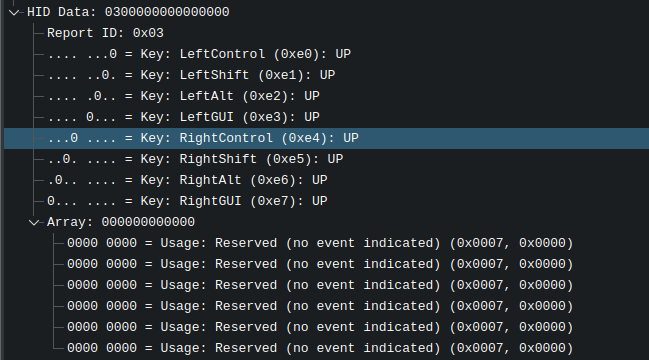 HID Data: 0300000000000000
Report ID: 0x03
.... ...0 = Key: LeftControl (0xe0): UP
.... ..0. = Key: LeftShift (0xe1): UP
.... .0.. = Key: LeftAlt (0xe2): UP
.... 0... = Key: LeftGUI (0xe3): UP
...0 .... = Key: RightControl (0xe4): UP
..0. .... = Key: RightShift (0xe5): UP
.0.. .... = Key: RightAlt (0xe6): UP
0... .... = Key: RightGUI (0xe7): UP
Array: 000000000000
0000 0000 = Usage: Reserved (no event indicated) (0x0007, 0x0000)
0000 0000 = Usage: Reserved (no event indicated) (0x0007, 0x0000)
0000 0000 = Usage: Reserved (no event indicated) (0x0007, 0x0000)
0000 0000 = Usage: Reserved (no event indicated) (0x0007, 0x0000)
0000 0000 = Usage: Reserved (no event indicated) (0x0007, 0x0000)
0000 0000 = Usage: Reserved (no event indicated) (0x0007, 0x0000)